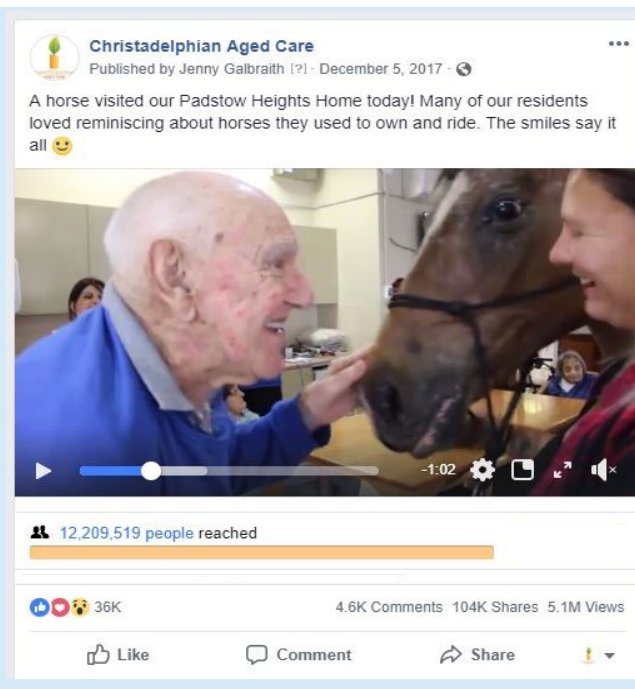 Christadelphian Aged Care
Published by Jenny Galbraith [?] · December 5, 2017 ·
A horse visited our Padstow Heights Home today! Many of our residents
loved reminiscing about horses they used to own and ride. The smiles say it
all 🙂
-1:02
12,209,519 people reached
36K 4.6K Comments 104K Shares 5.1M Views
Like Comment Share